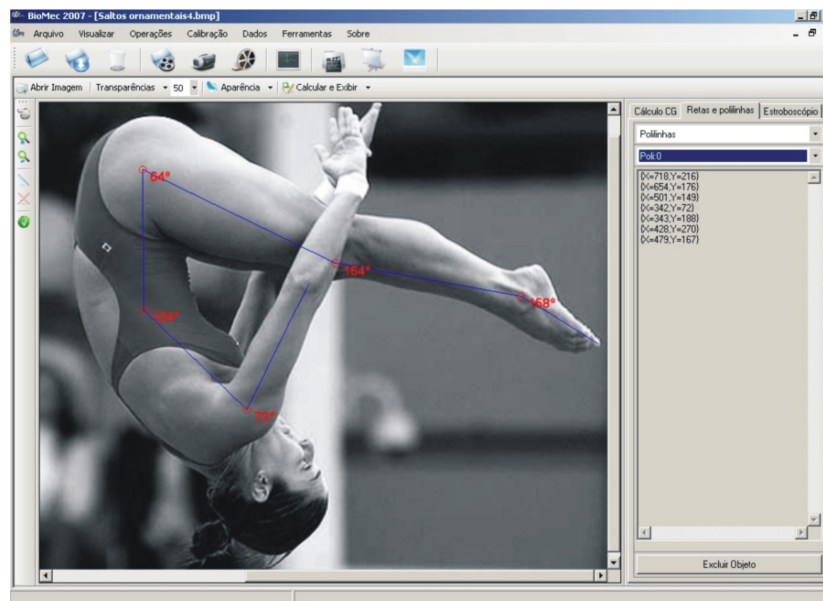 BioMec 2007 - [Saltos ornamentais4.bmp]
Arquivo Visualizar Operações Calibração Dados Ferramentas Sobre
Abrir Imagem Transparências 50 Aparência Calcular e Exibir
Cálculo CG Retas e polilinhas Estroboscópio
Polilinhas
Poli:0
{X=718,Y=216}
{X=654,Y=176}
{X=501,Y=149}
{X=342,Y=72}
{X=343,Y=188}
{X=428,Y=270}
{X=479,Y=167}
64°
164°
158°
134°
72°
Excluir Objeto